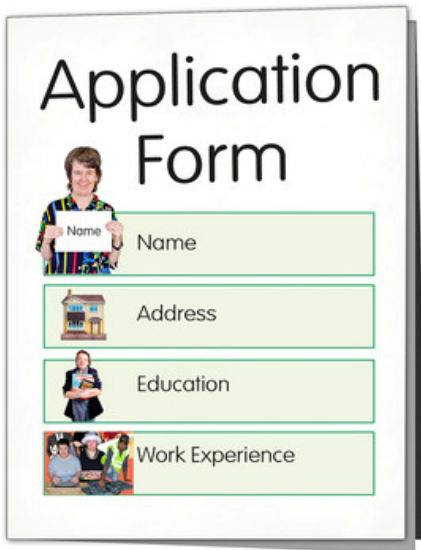 Application
Form
Name
Name
Address
Education
Work Experience